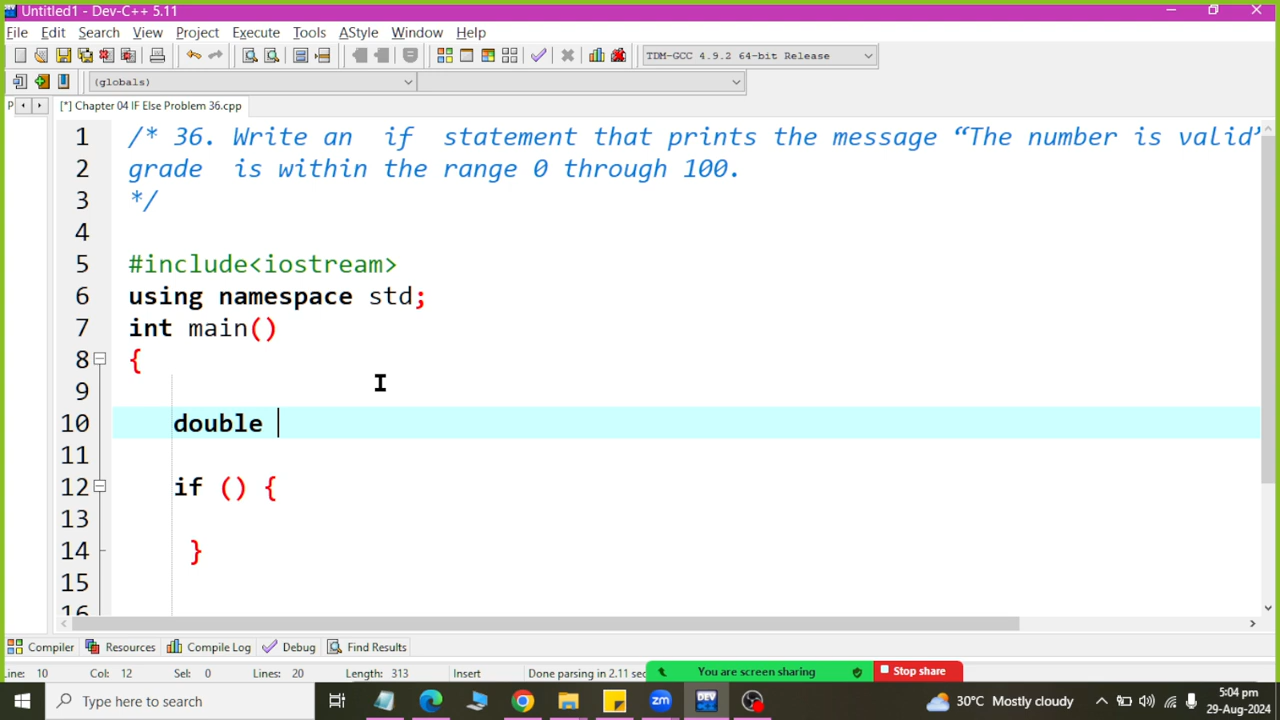 Untitled1 - Dev-C++ 5.11
File Edit Search View Project Execute Tools AStyle Window Help
TDM-GCC 4.9.2 64-bit Release
(globals)
P [*] Chapter 04 IF Else Problem 36.cpp
1 /* 36. Write an if statement that prints the message “The number is valid”
2 grade is within the range 0 through 100.
3 */
4
5 #include<iostream>
6 using namespace std;
7 int main()
8 {
9
10 double
11
12 if () {
13
14 }
15
16
Compiler Resources Compile Log Debug Find Results
Line: 10 Col: 12 Sel: 0 Lines: 20 Length: 313 Insert Done parsing in 2.11 sec You are screen sharing Stop share
Type here to search DEV zm 30°C Mostly cloudy 5:04 pm
29-Aug-2024